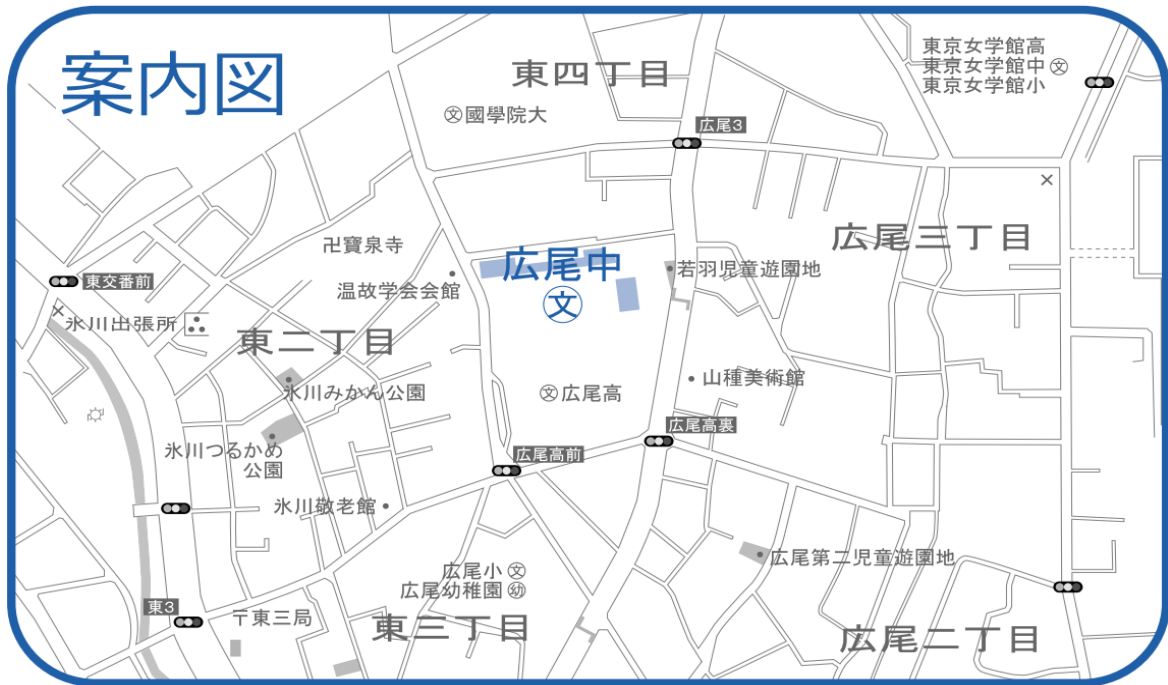 案内図
東四丁目
東京女学館高
東京女学館中 文
東京女学館小
文 國學院大
広尾3
広尾三丁目
卍寶泉寺
広尾中
文
若羽児童遊園地
東交番前
温故学会会館
氷川出張所
東二丁目
氷川みかん公園
文 広尾高
山種美術館
広尾高裏
氷川つるかめ
公園
広尾高前
氷川敬老館
広尾小 文
広尾幼稚園 幼
広尾第二児童遊園地
東3
〒東三局
東三丁目
広尾二丁目